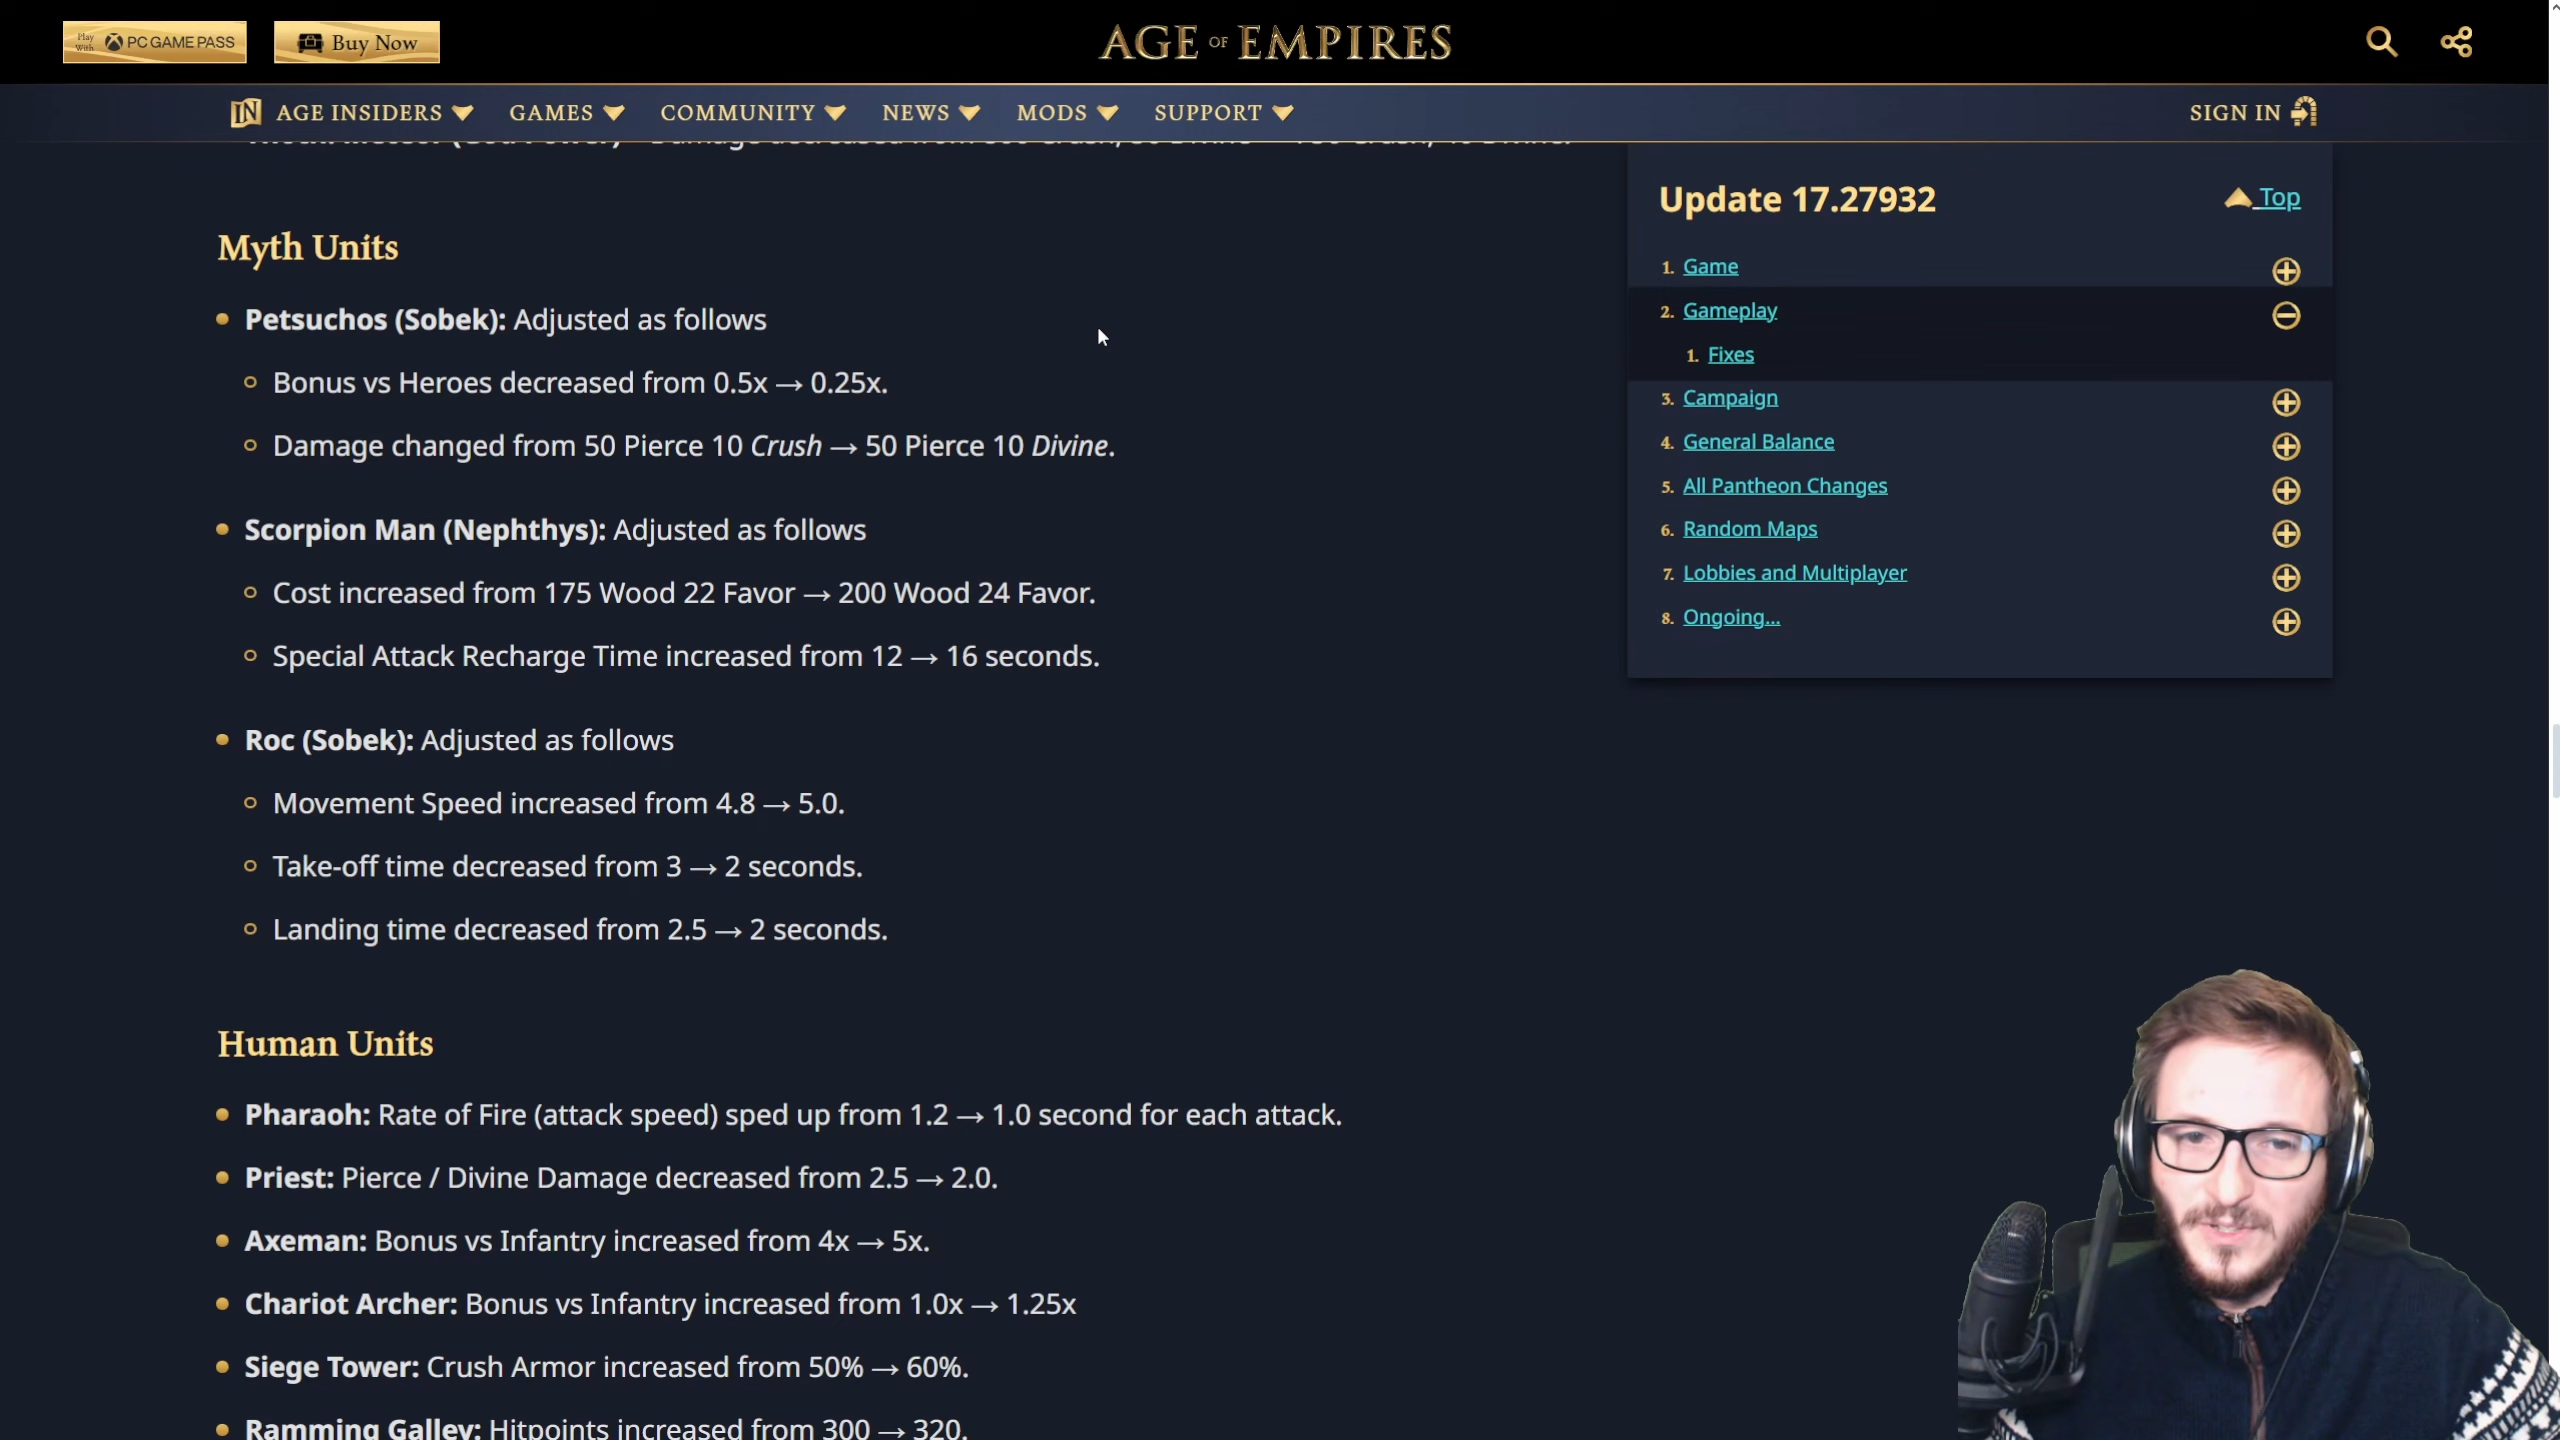 Play With PC GAME PASS
Buy Now
AGE OF EMPIRES
IN AGE INSIDERS
GAMES
COMMUNITY
NEWS
MODS
SUPPORT
SIGN IN
Myth Units
Petsuchos (Sobek): Adjusted as follows
Bonus vs Heroes decreased from 0.5x → 0.25x.
Damage changed from 50 Pierce 10 Crush → 50 Pierce 10 Divine.
Scorpion Man (Nephthys): Adjusted as follows
Cost increased from 175 Wood 22 Favor → 200 Wood 24 Favor.
Special Attack Recharge Time increased from 12 → 16 seconds.
Roc (Sobek): Adjusted as follows
Movement Speed increased from 4.8 → 5.0.
Take-off time decreased from 3 → 2 seconds.
Landing time decreased from 2.5 → 2 seconds.
Human Units
Pharaoh: Rate of Fire (attack speed) sped up from 1.2 → 1.0 second for each attack.
Priest: Pierce / Divine Damage decreased from 2.5 → 2.0.
Axeman: Bonus vs Infantry increased from 4x → 5x.
Chariot Archer: Bonus vs Infantry increased from 1.0x → 1.25x
Siege Tower: Crush Armor increased from 50% → 60%.
Ramming Galley: Hitpoints increased from 300 → 320.
Update 17.27932
Top
1. Game
2. Gameplay
1. Fixes
3. Campaign
4. General Balance
5. All Pantheon Changes
6. Random Maps
7. Lobbies and Multiplayer
8. Ongoing...